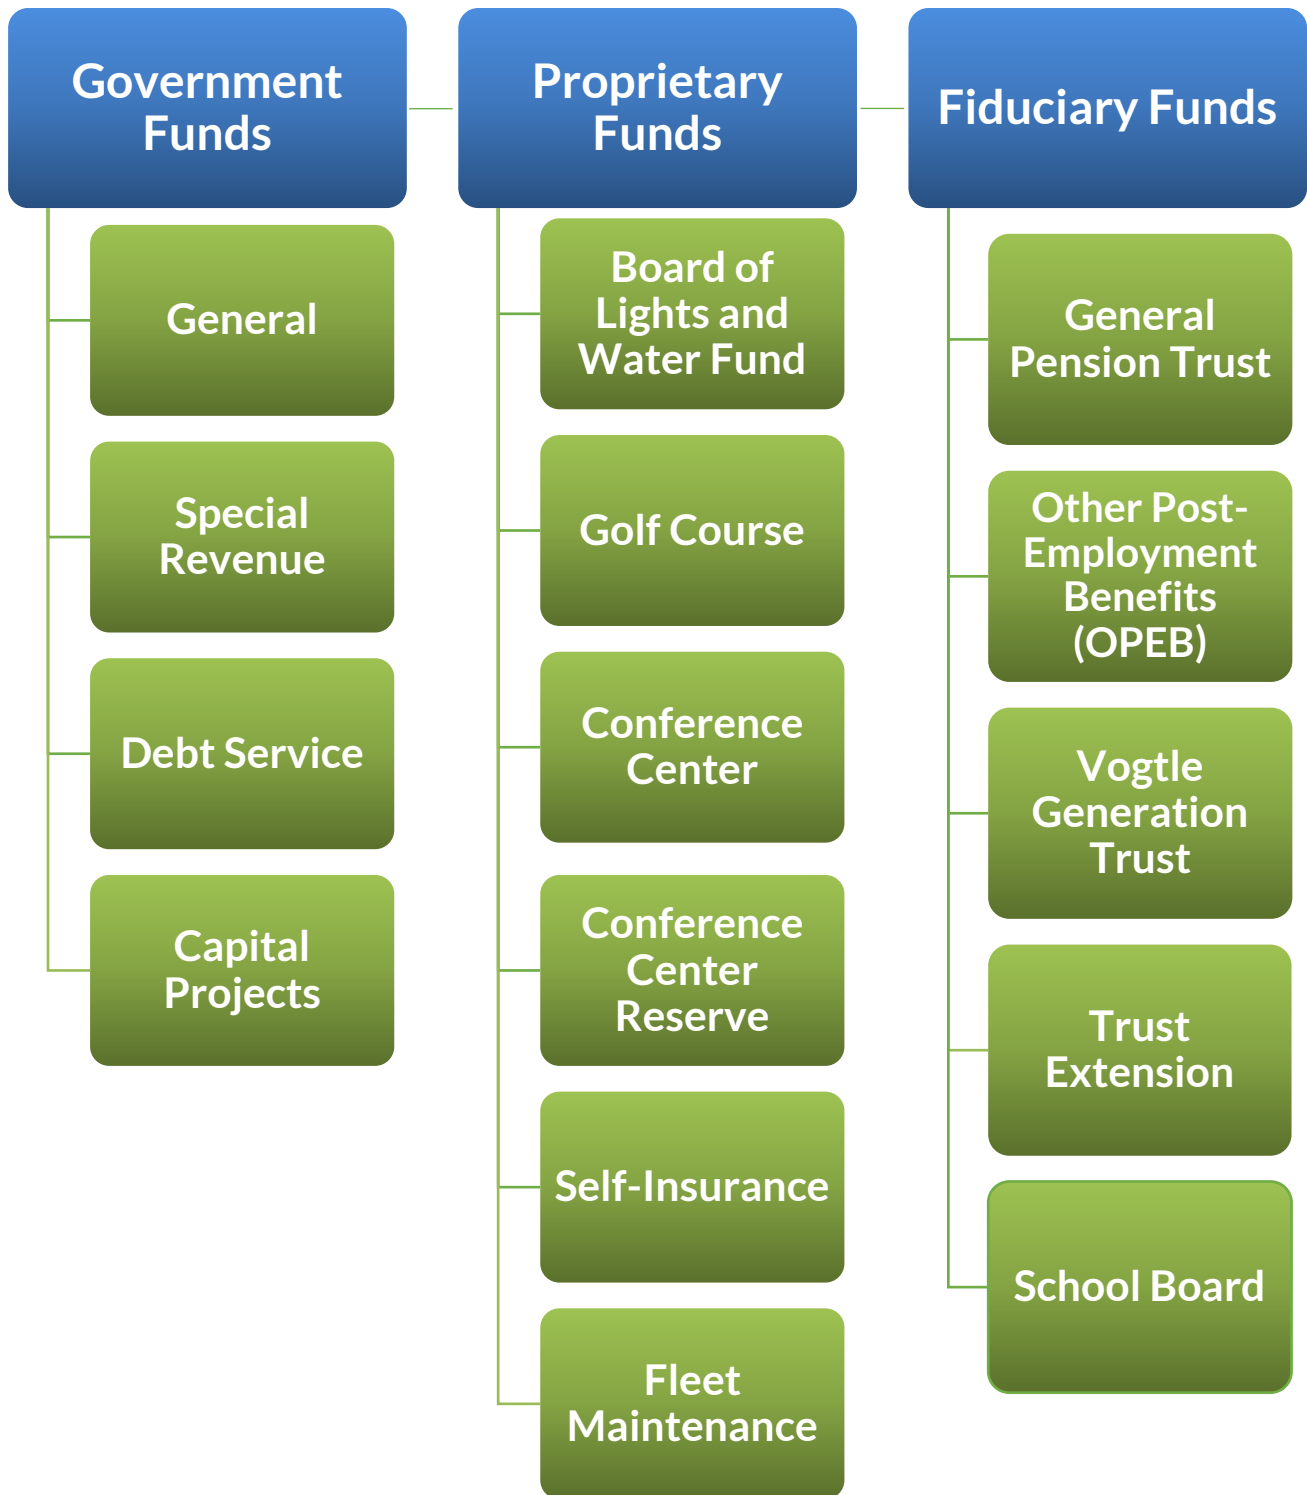 Government
Funds
General
Special
Revenue
Debt Service
Capital
Projects
Proprietary
Funds
Board of
Lights and
Water Fund
Golf Course
Conference
Center
Conference
Center
Reserve
Self-Insurance
Fleet
Maintenance
Fiduciary Funds
General
Pension Trust
Other Post-
Employment
Benefits
(OPEB)
Vogtle
Generation
Trust
Trust
Extension
School Board